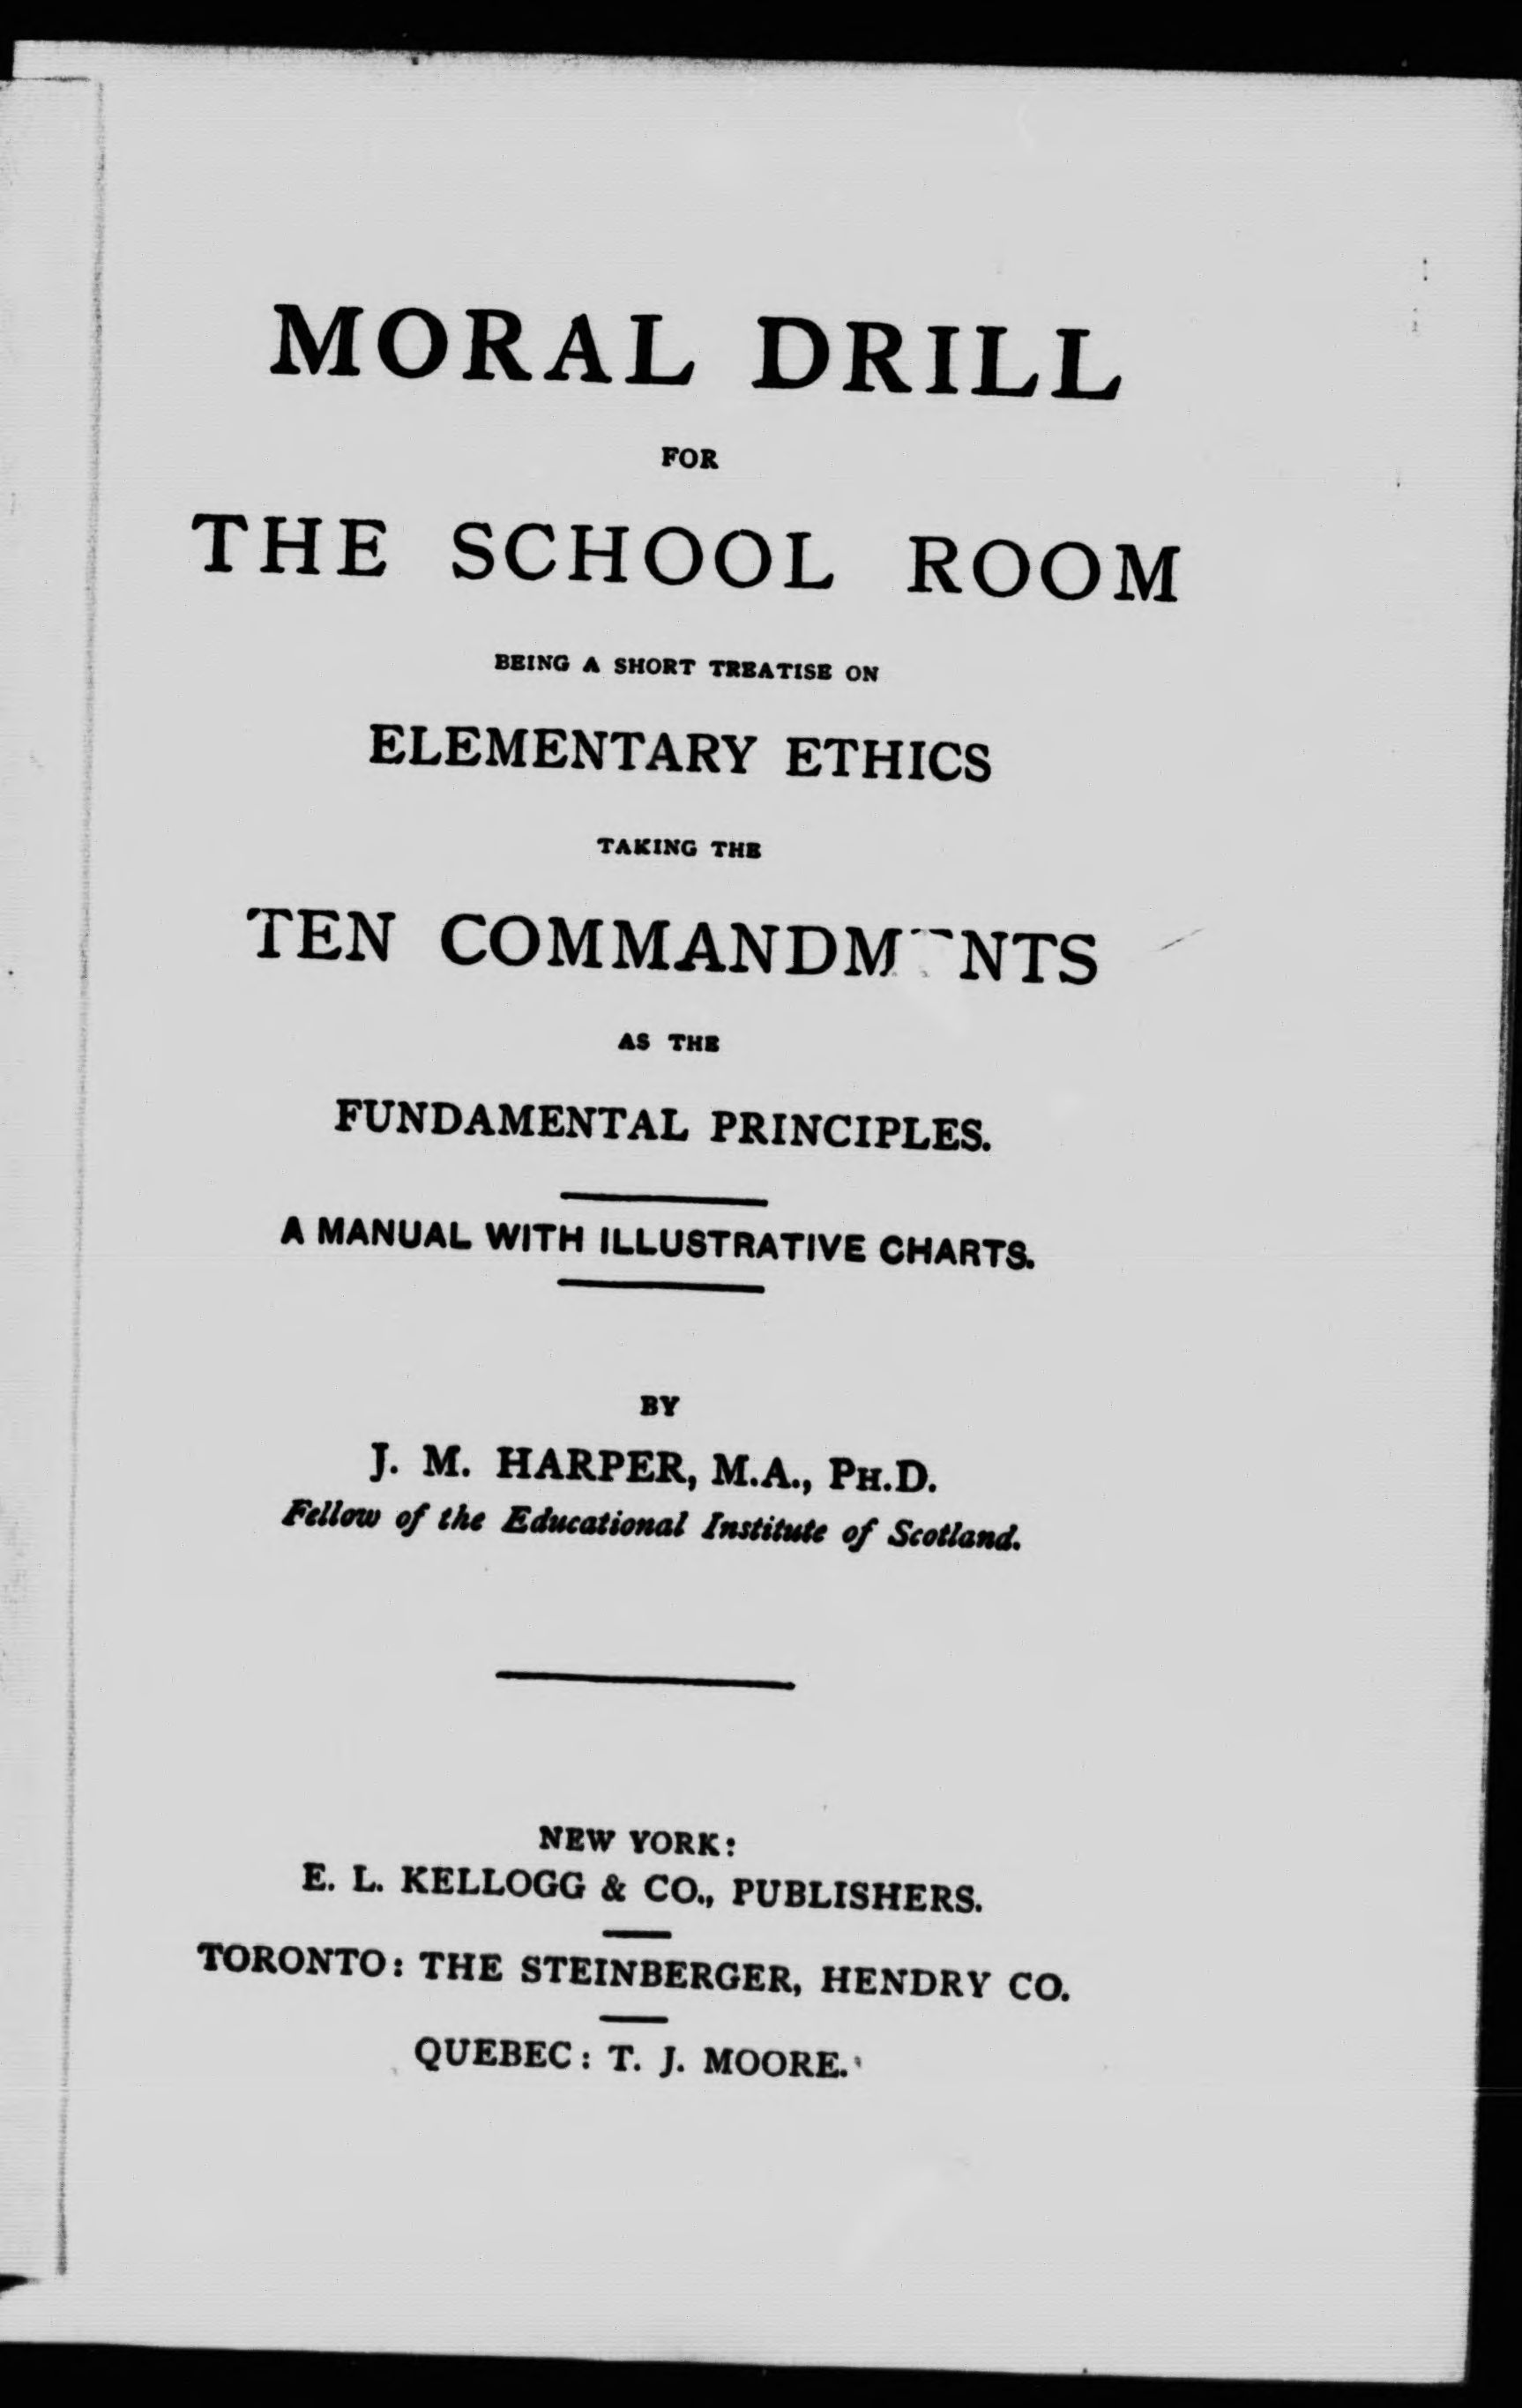 MORAL DRILL
FOR
THE SCHOOL ROOM
BEING A SHORT TREATISE ON
ELEMENTARY ETHICS
TAKING THE
TEN COMMANDMENTS
AS THE
FUNDAMENTAL PRINCIPLES.
A MANUAL WITH ILLUSTRATIVE CHARTS.
BY
J. M. HARPER, M.A., PH.D.
Fellow of the Educational Institute of Scotland.
NEW YORK:
E. L. KELLOGG & CO., PUBLISHERS.
TORONTO: THE STEINBERGER, HENDRY CO.
QUEBEC: T. J. MOORE.